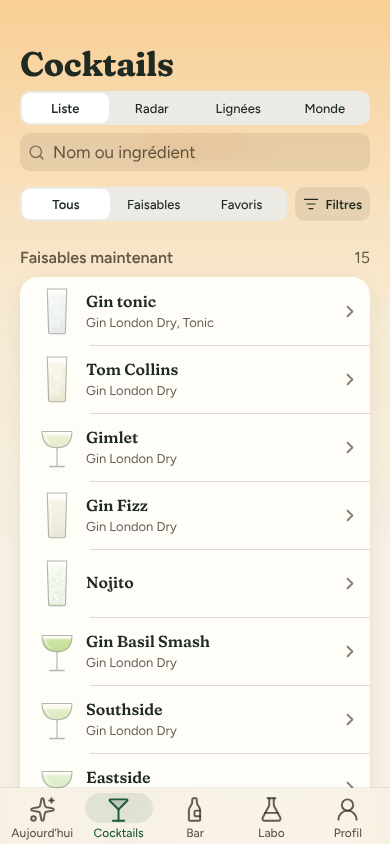 Cocktails
Liste
Radar
Lignées
Monde
Nom ou ingrédient
Tous
Faisables
Favoris
Filtres
Faisables maintenant
15
Gin tonic
Gin London Dry, Tonic
Tom Collins
Gin London Dry
Gimlet
Gin London Dry
Gin Fizz
Gin London Dry
Nojito
Gin Basil Smash
Gin London Dry
Southside
Gin London Dry
Eastside
Aujourd'hui
Cocktails
Bar
Labo
Profil